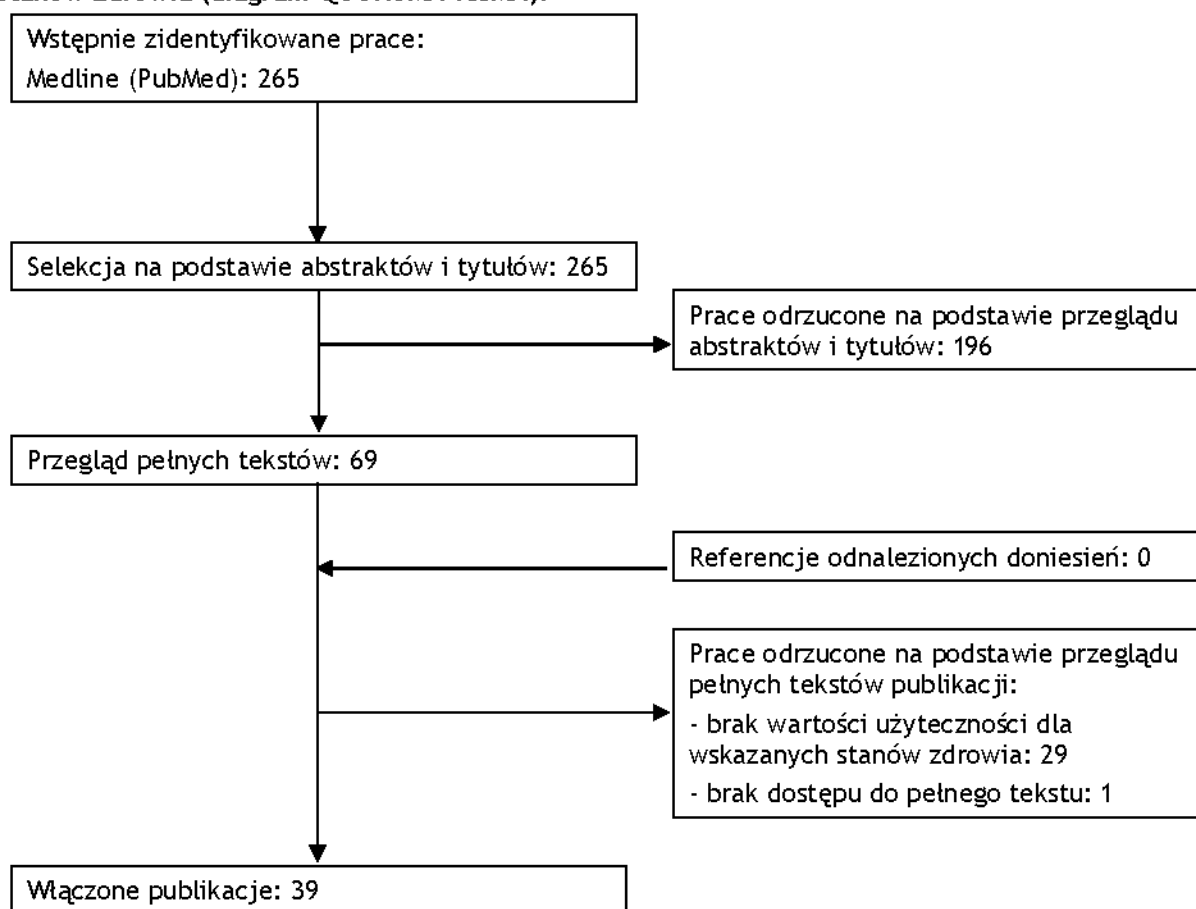 Wstępnie zidentyfikowane prace:
Medline (PubMed): 265
Selekcja na podstawie abstraktów i tytułów: 265
Prace odrzucone na podstawie przeglądu
abstraktów i tytułów: 196
Przegląd pełnych tekstów: 69
Referencje odnalezionych doniesień: 0
Prace odrzucone na podstawie przeglądu
pełnych tekstów publikacji:
- brak wartości użyteczności dla
wskazanych stanów zdrowia: 29
- brak dostępu do pełnego tekstu: 1
Włączone publikacje: 39